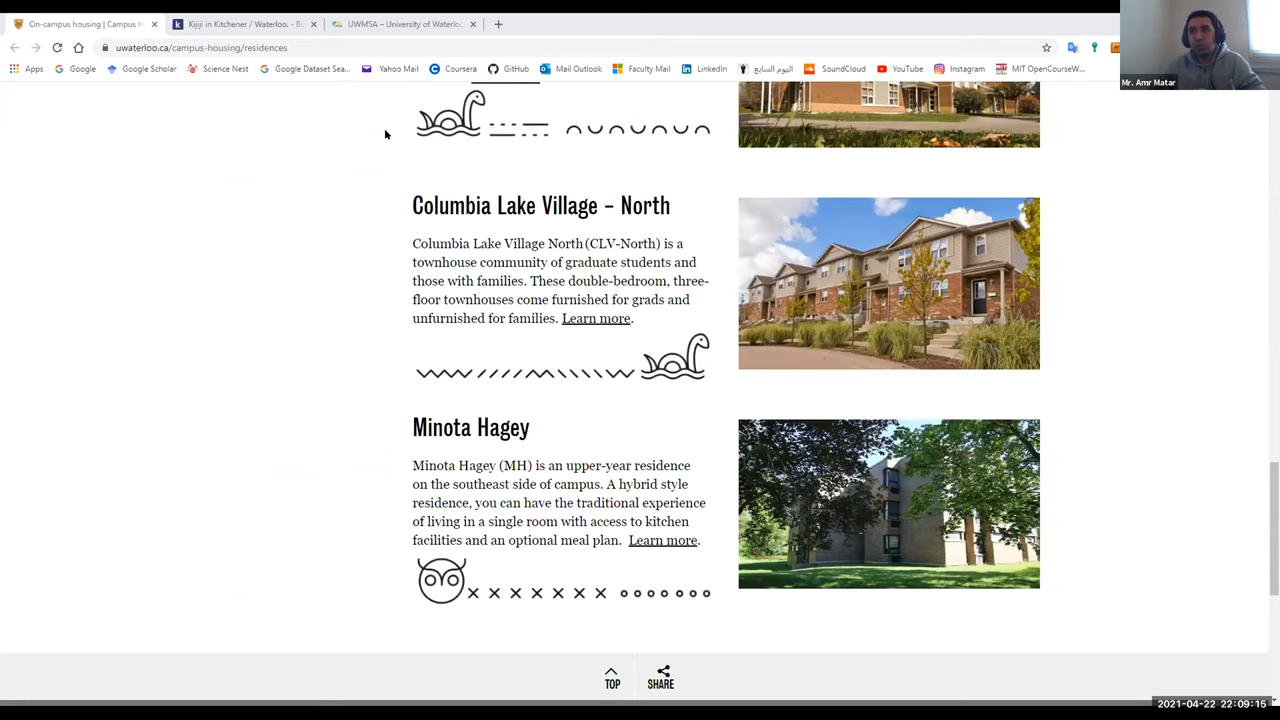 On-campus housing | Campus H
Kijiji in Kitchener / Waterloo. - Bu
UWMSA – University of Waterloo
uwaterloo.ca/campus-housing/residences
Apps
Google
Google Scholar
Science Nest
Google Dataset Sea...
Yahoo Mail
Coursera
GitHub
Mail Outlook
Faculty Mail
LinkedIn
اليوم السابع
SoundCloud
YouTube
Instagram
MIT OpenCourseW...
Mr. Amr Matar
Columbia Lake Village – North
Columbia Lake Village North (CLV-North) is a
townhouse community of graduate students and
those with families. These double-bedroom, three-
floor townhouses come furnished for grads and
unfurnished for families. Learn more.
Minota Hagey
Minota Hagey (MH) is an upper-year residence
on the southeast side of campus. A hybrid style
residence, you can have the traditional experience
of living in a single room with access to kitchen
facilities and an optional meal plan. Learn more.
TOP
SHARE
2021-04-22 22:09:15